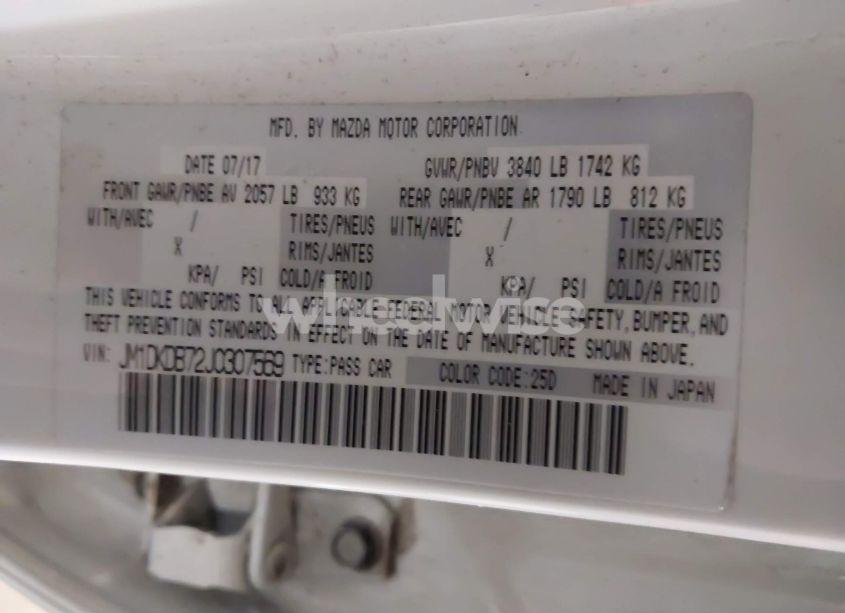 MFD. BY MAZDA MOTOR CORPORATION
DATE 07/17 GVWR/PNBV 3840 LB 1742 KG
FRONT GAWR/PNBE AV 2057 LB 933 KG REAR GAWR/PNBE AR 1790 LB 812 KG
WITH/AVEC / TIRES/PNEUS WITH/AVEC / TIRES/PNEUS
X RIMS/JANTES X RIMS/JANTES
KPA/ PSI COLD/A FROID KPA/ PSI COLD/A FROID
THIS VEHICLE CONFORMS TO ALL APPLICABLE FEDERAL MOTOR VEHICLE SAFETY, BUMPER, AND
THEFT PREVENTION STANDARDS IN EFFECT ON THE DATE OF MANUFACTURE SHOWN ABOVE.
VIN: JM1DKDB72J0307569 TYPE:PASS CAR COLOR CODE:25D MADE IN JAPAN
wheelwise